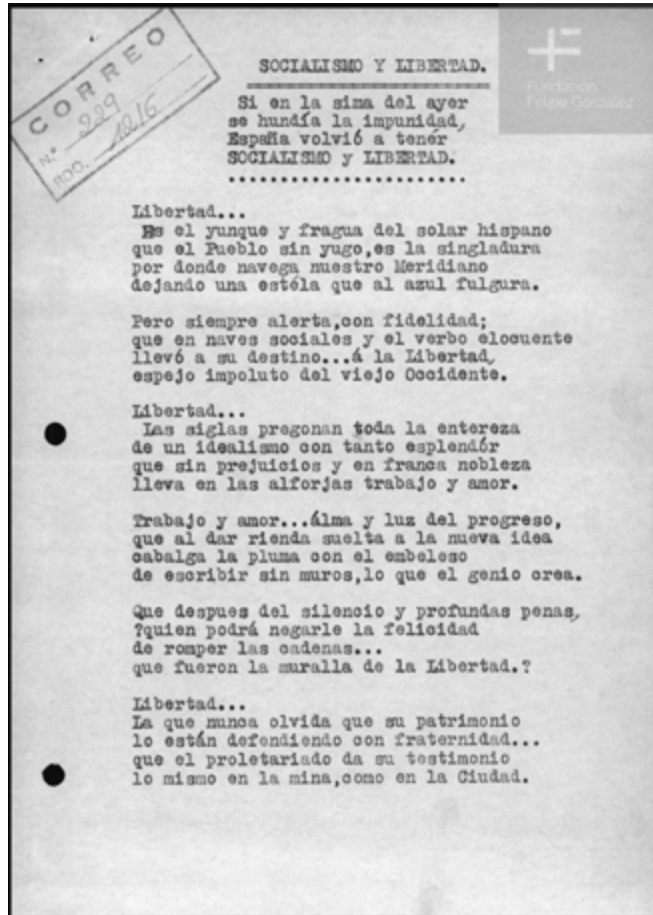 CORREO
N.º 229
RDO. 1216
Fundación
Felipe González
SOCIALISMO Y LIBERTAD.
Si en la sima del ayer
se hundía la impunidad,
España volvió a tenér
SOCIALISMO y LIBERTAD.
.......................
Libertad...
Es el yunque y fragua del solar hispano
que el Pueblo sin yugo,es la singladura
por donde navega nuestro Meridiano
dejando una estéla que al azul fulgura.
Pero siempre alerta,con fidelidad;
que en naves sociales y el verbo elocuente
llevó a su destino...á la Libertad,
espejo impoluto del viejo Occidente.
Libertad...
Las siglas pregonan toda la entereza
de un idealismo con tanto esplendór
que sin prejuicios y en franca nobleza
lleva en las alforjas trabajo y amor.
Trabajo y amor...álma y luz del progreso,
que al dar rienda suelta a la nueva idea
cabalga la pluma con el embeleso
de escribir sin muros,lo que el genio crea.
Que despues del silencio y profundas penas,
?quien podrá negarle la felicidad
de romper las cadenas...
que fueron la muralla de la Libertad.?
Libertad...
La que nunca olvida que su patrimonio
lo están defendiendo con fraternidad...
que el proletariado da su testimonio
lo mismo en la mina,como en la Ciudad.